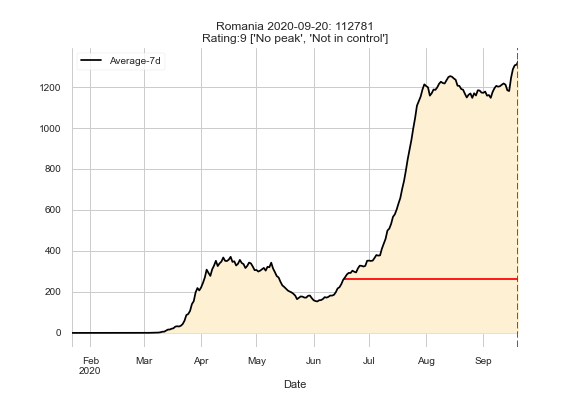 Romania 2020-09-20: 112781
Rating:9 ['No peak', 'Not in control']
Average-7d
1200
1000
800
600
400
200
0
Feb Mar Apr May Jun Jul Aug Sep
2020
Date